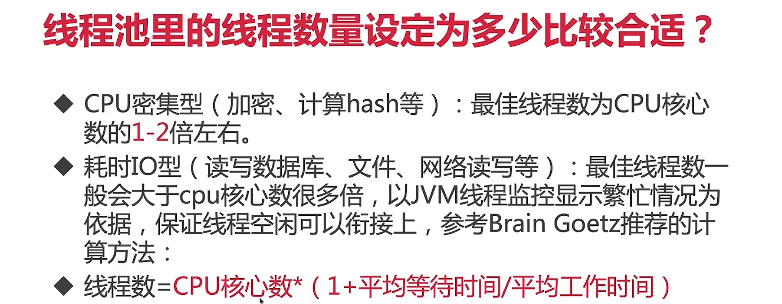 线程池里的线程数量设定为多少比较合适？
◆ CPU密集型（加密、计算hash等）：最佳线程数为CPU核心
数的1-2倍左右。
◆ 耗时IO型（读写数据库、文件、网络读写等）：最佳线程数一
般会大于cpu核心数很多倍，以JVM线程监控显示繁忙情况为
依据，保证线程空闲可以衔接上，参考Brain Goetz推荐的计
算方法：
◆ 线程数=CPU核心数*（1+平均等待时间/平均工作时间）